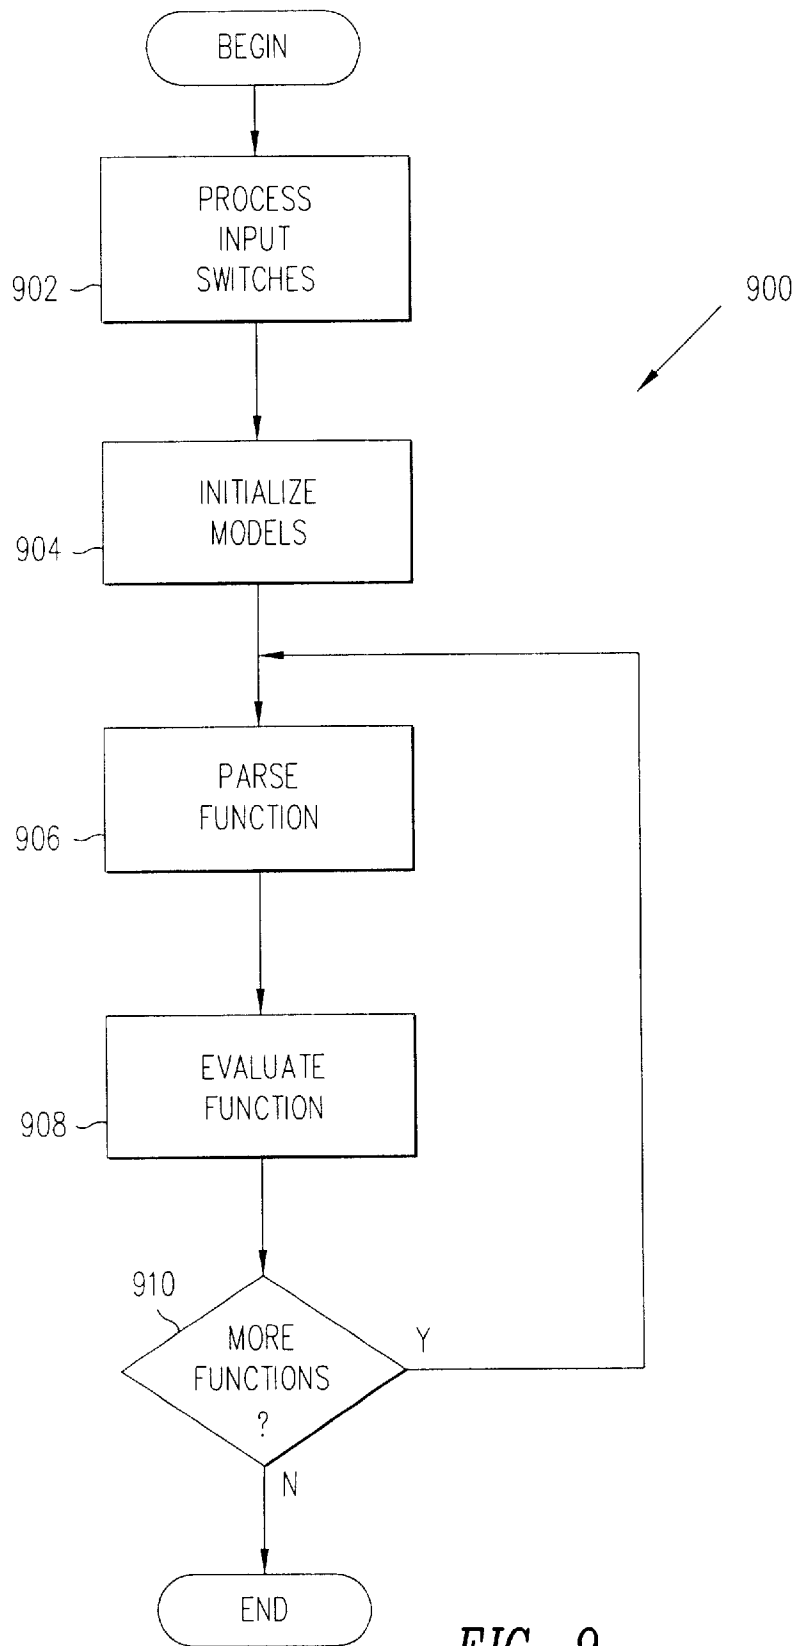 BEGIN
PROCESS
INPUT
SWITCHES
902
900
INITIALIZE
MODELS
904
PARSE
FUNCTION
906
EVALUATE
FUNCTION
908
910
MORE
FUNCTIONS
?
Y
N
END
FIG. 9